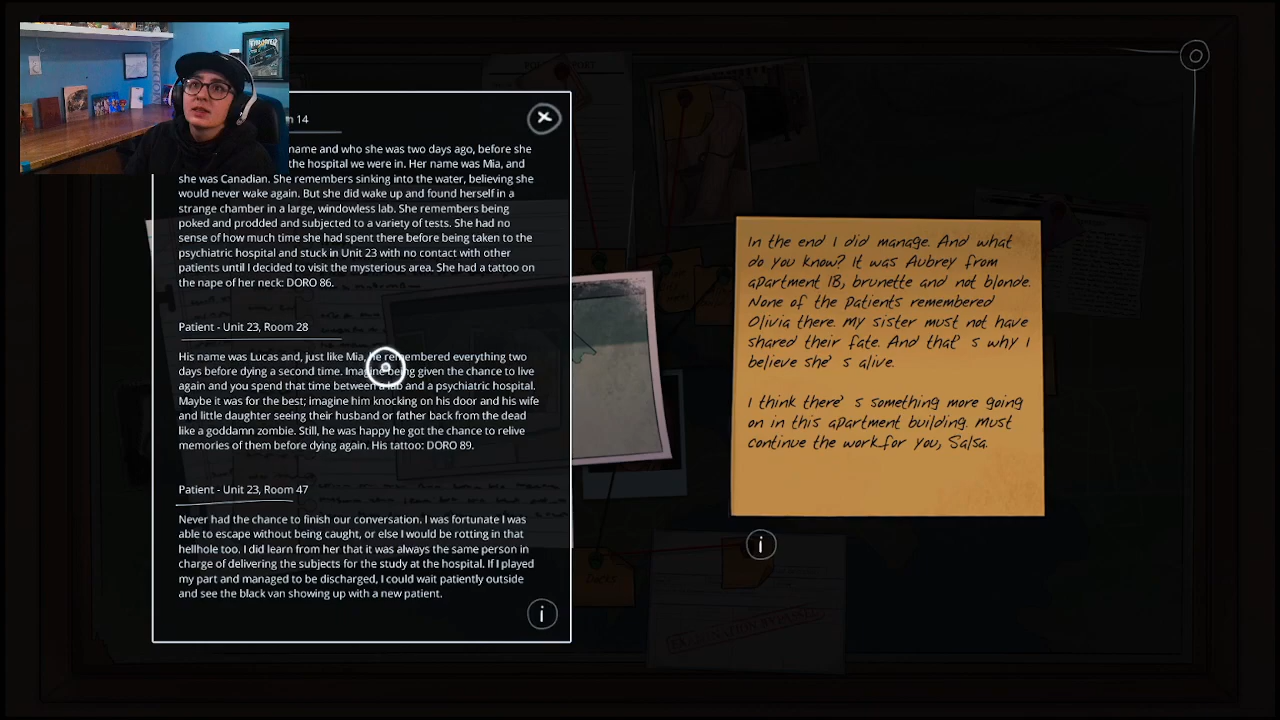 m 14
name and who she was two days ago, before she
the hospital we were in. Her name was Mia, and
she was Canadian. She remembers sinking into the water, believing she
would never wake again. But she did wake up and found herself in a
strange chamber in a large, windowless lab. She remembers being
poked and prodded and subjected to a variety of tests. She had no
sense of how much time she had spent there before being taken to the
psychiatric hospital and stuck in Unit 23 with no contact with other
patients until I decided to visit the mysterious area. She had a tattoo on
the nape of her neck: DORO 86.
Patient - Unit 23, Room 28
His name was Lucas and, just like Mia, he remembered everything two
days before dying a second time. Imagine being given the chance to live
again and you spend that time between a lab and a psychiatric hospital.
Maybe it was for the best; imagine him knocking on his door and his wife
and little daughter seeing their husband or father back from the dead
like a goddamn zombie. Still, he was happy he got the chance to relive
memories of them before dying again. His tattoo: DORO 89.
Patient - Unit 23, Room 47
Never had the chance to finish our conversation. I was fortunate I was
able to escape without being caught, or else I would be rotting in that
hellhole too. I did learn from her that it was always the same person in
charge of delivering the subjects for the study at the hospital. If I played
my part and managed to be discharged, I could wait patiently outside
and see the black van showing up with a new patient.
i
In the end I did manage. And what
do you know? It was Aubrey from
apartment 1B, brunette and not blonde.
None of the patients remembered
Olivia there. My sister must not have
shared their fate. And that' s why I
believe she' s alive.
I think there' s something more going
on in this apartment building. Must
continue the work for you, Salsa.
i